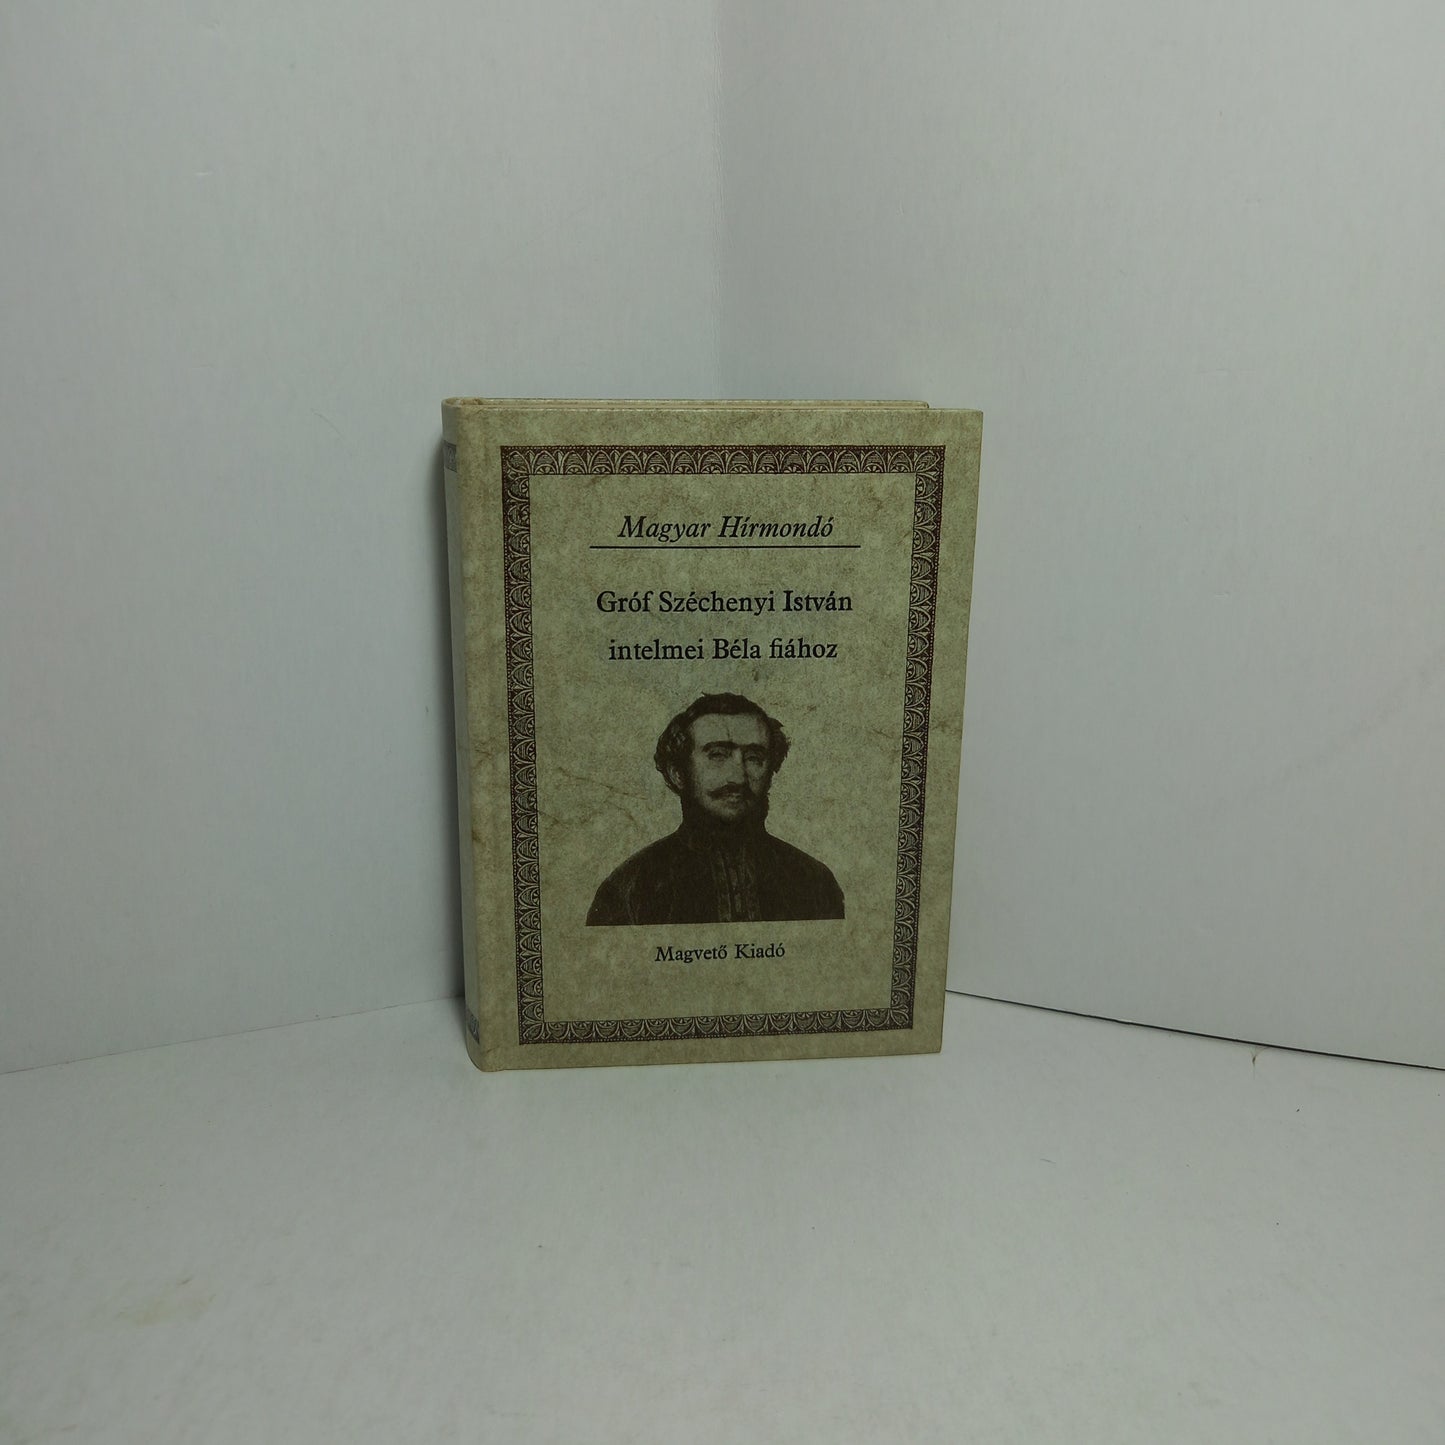 Magyar Hírmondó
Gróf Széchenyi István
intelmei Béla fiához
Magvető Kiadó